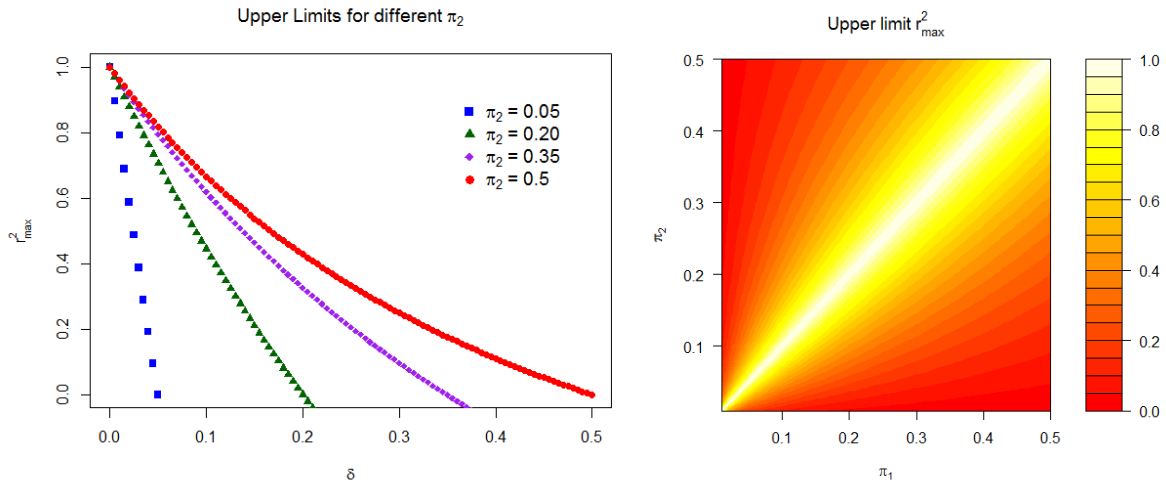 Upper Limits for different π₂
r²max
1.0
0.8
0.6
0.4
0.2
0.0
π₂ = 0.05
π₂ = 0.20
π₂ = 0.35
π₂ = 0.5
0.0 0.1 0.2 0.3 0.4 0.5
δ
Upper limit r²max
π₂
0.5
0.4
0.3
0.2
0.1
0.1 0.2 0.3 0.4 0.5
π₁
1.0
0.8
0.6
0.4
0.2
0.0